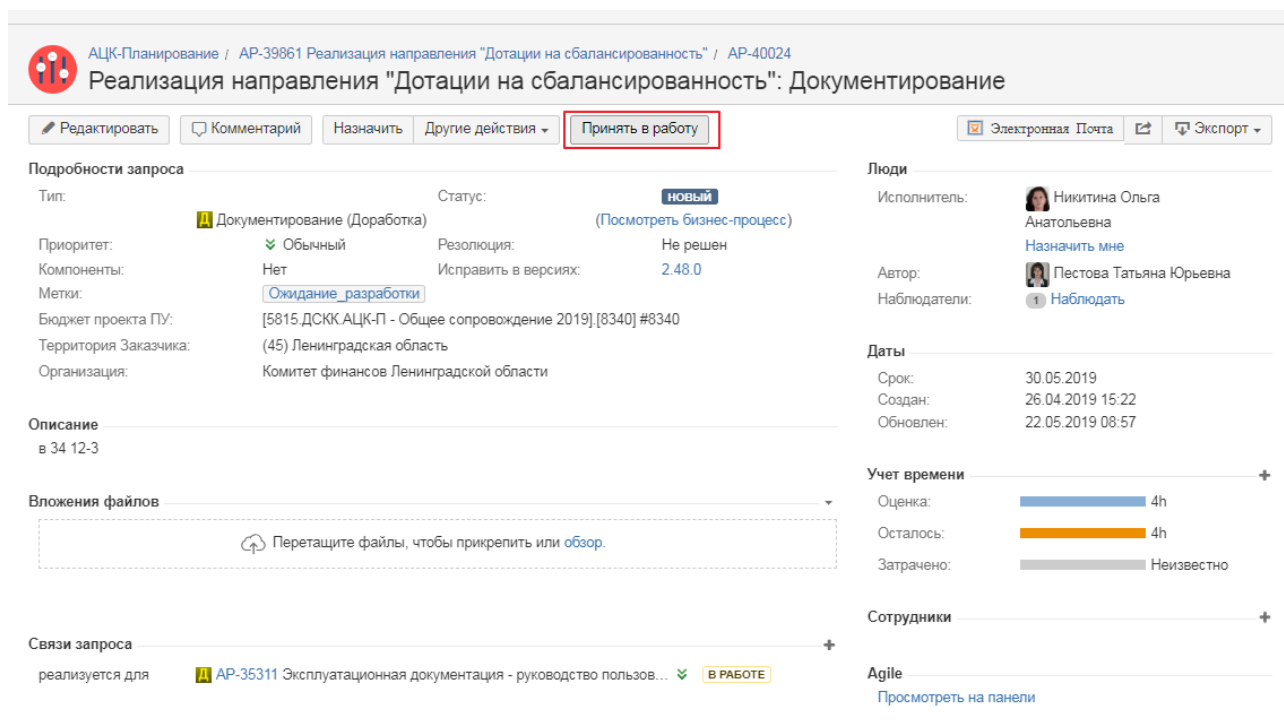 АЦК-Планирование / AP-39861 Реализация направления "Дотации на сбалансированность" / AP-40024
Реализация направления "Дотации на сбалансированность": Документирование
Редактировать Комментарий Назначить Другие действия Принять в работу Электронная Почта Экспорт
Подробности запроса
Тип: Статус: НОВЫЙ
Д Документирование (Доработка) (Посмотреть бизнес-процесс)
Приоритет: Обычный Резолюция: Не решен
Компоненты: Нет Исправить в версиях: 2.48.0
Метки: Ожидание_разработки
Бюджет проекта ПУ: [5815.ДСКК.АЦК-П - Общее сопровождение 2019].[8340] #8340
Территория Заказчика: (45) Ленинградская область
Организация: Комитет финансов Ленинградской области
Описание
в 34 12-3
Вложения файлов
Перетащите файлы, чтобы прикрепить или обзор.
Связи запроса
реализуется для Д AP-35311 Эксплуатационная документация - руководство пользов... В РАБОТЕ
Люди
Исполнитель: Никитина Ольга
Анатольевна
Назначить мне
Автор: Пестова Татьяна Юрьевна
Наблюдатели: 1 Наблюдать
Даты
Срок: 30.05.2019
Создан: 26.04.2019 15:22
Обновлен: 22.05.2019 08:57
Учет времени
Оценка: 4h
Осталось: 4h
Затрачено: Неизвестно
Сотрудники
Agile
Просмотреть на панели